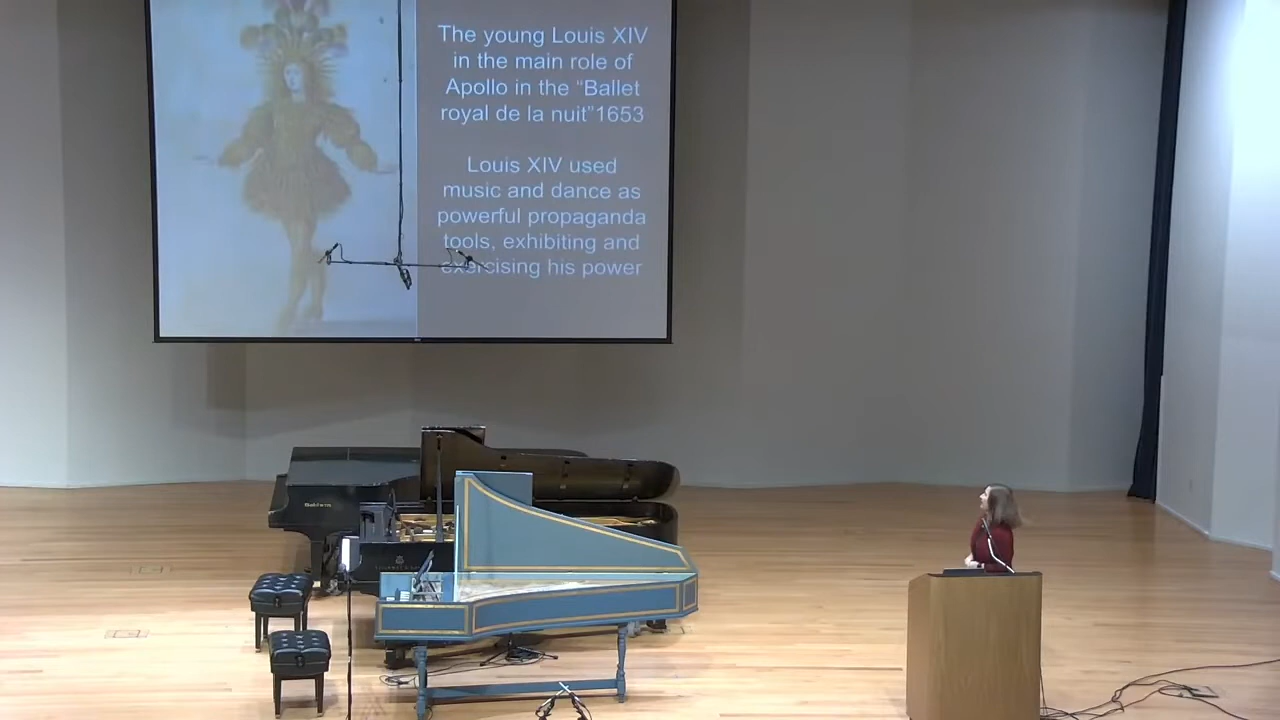 The young Louis XIV
in the main role of
Apollo in the “Ballet
royal de la nuit”1653
Louis XIV used
music and dance as
powerful propaganda
tools, exhibiting and
exercising his power
Baldwin